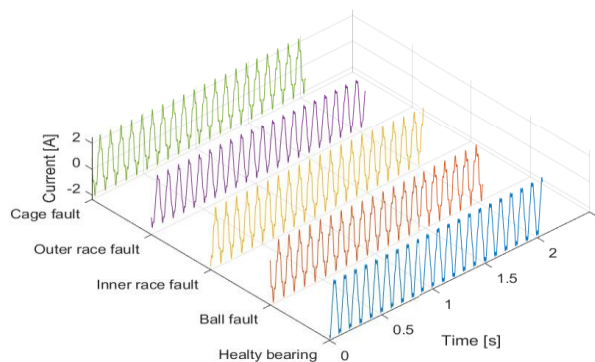 Current [A]
2
0
-2
Cage fault
Outer race fault
Inner race fault
Ball fault
Healty bearing
0
0.5
1
1.5
2
Time [s]